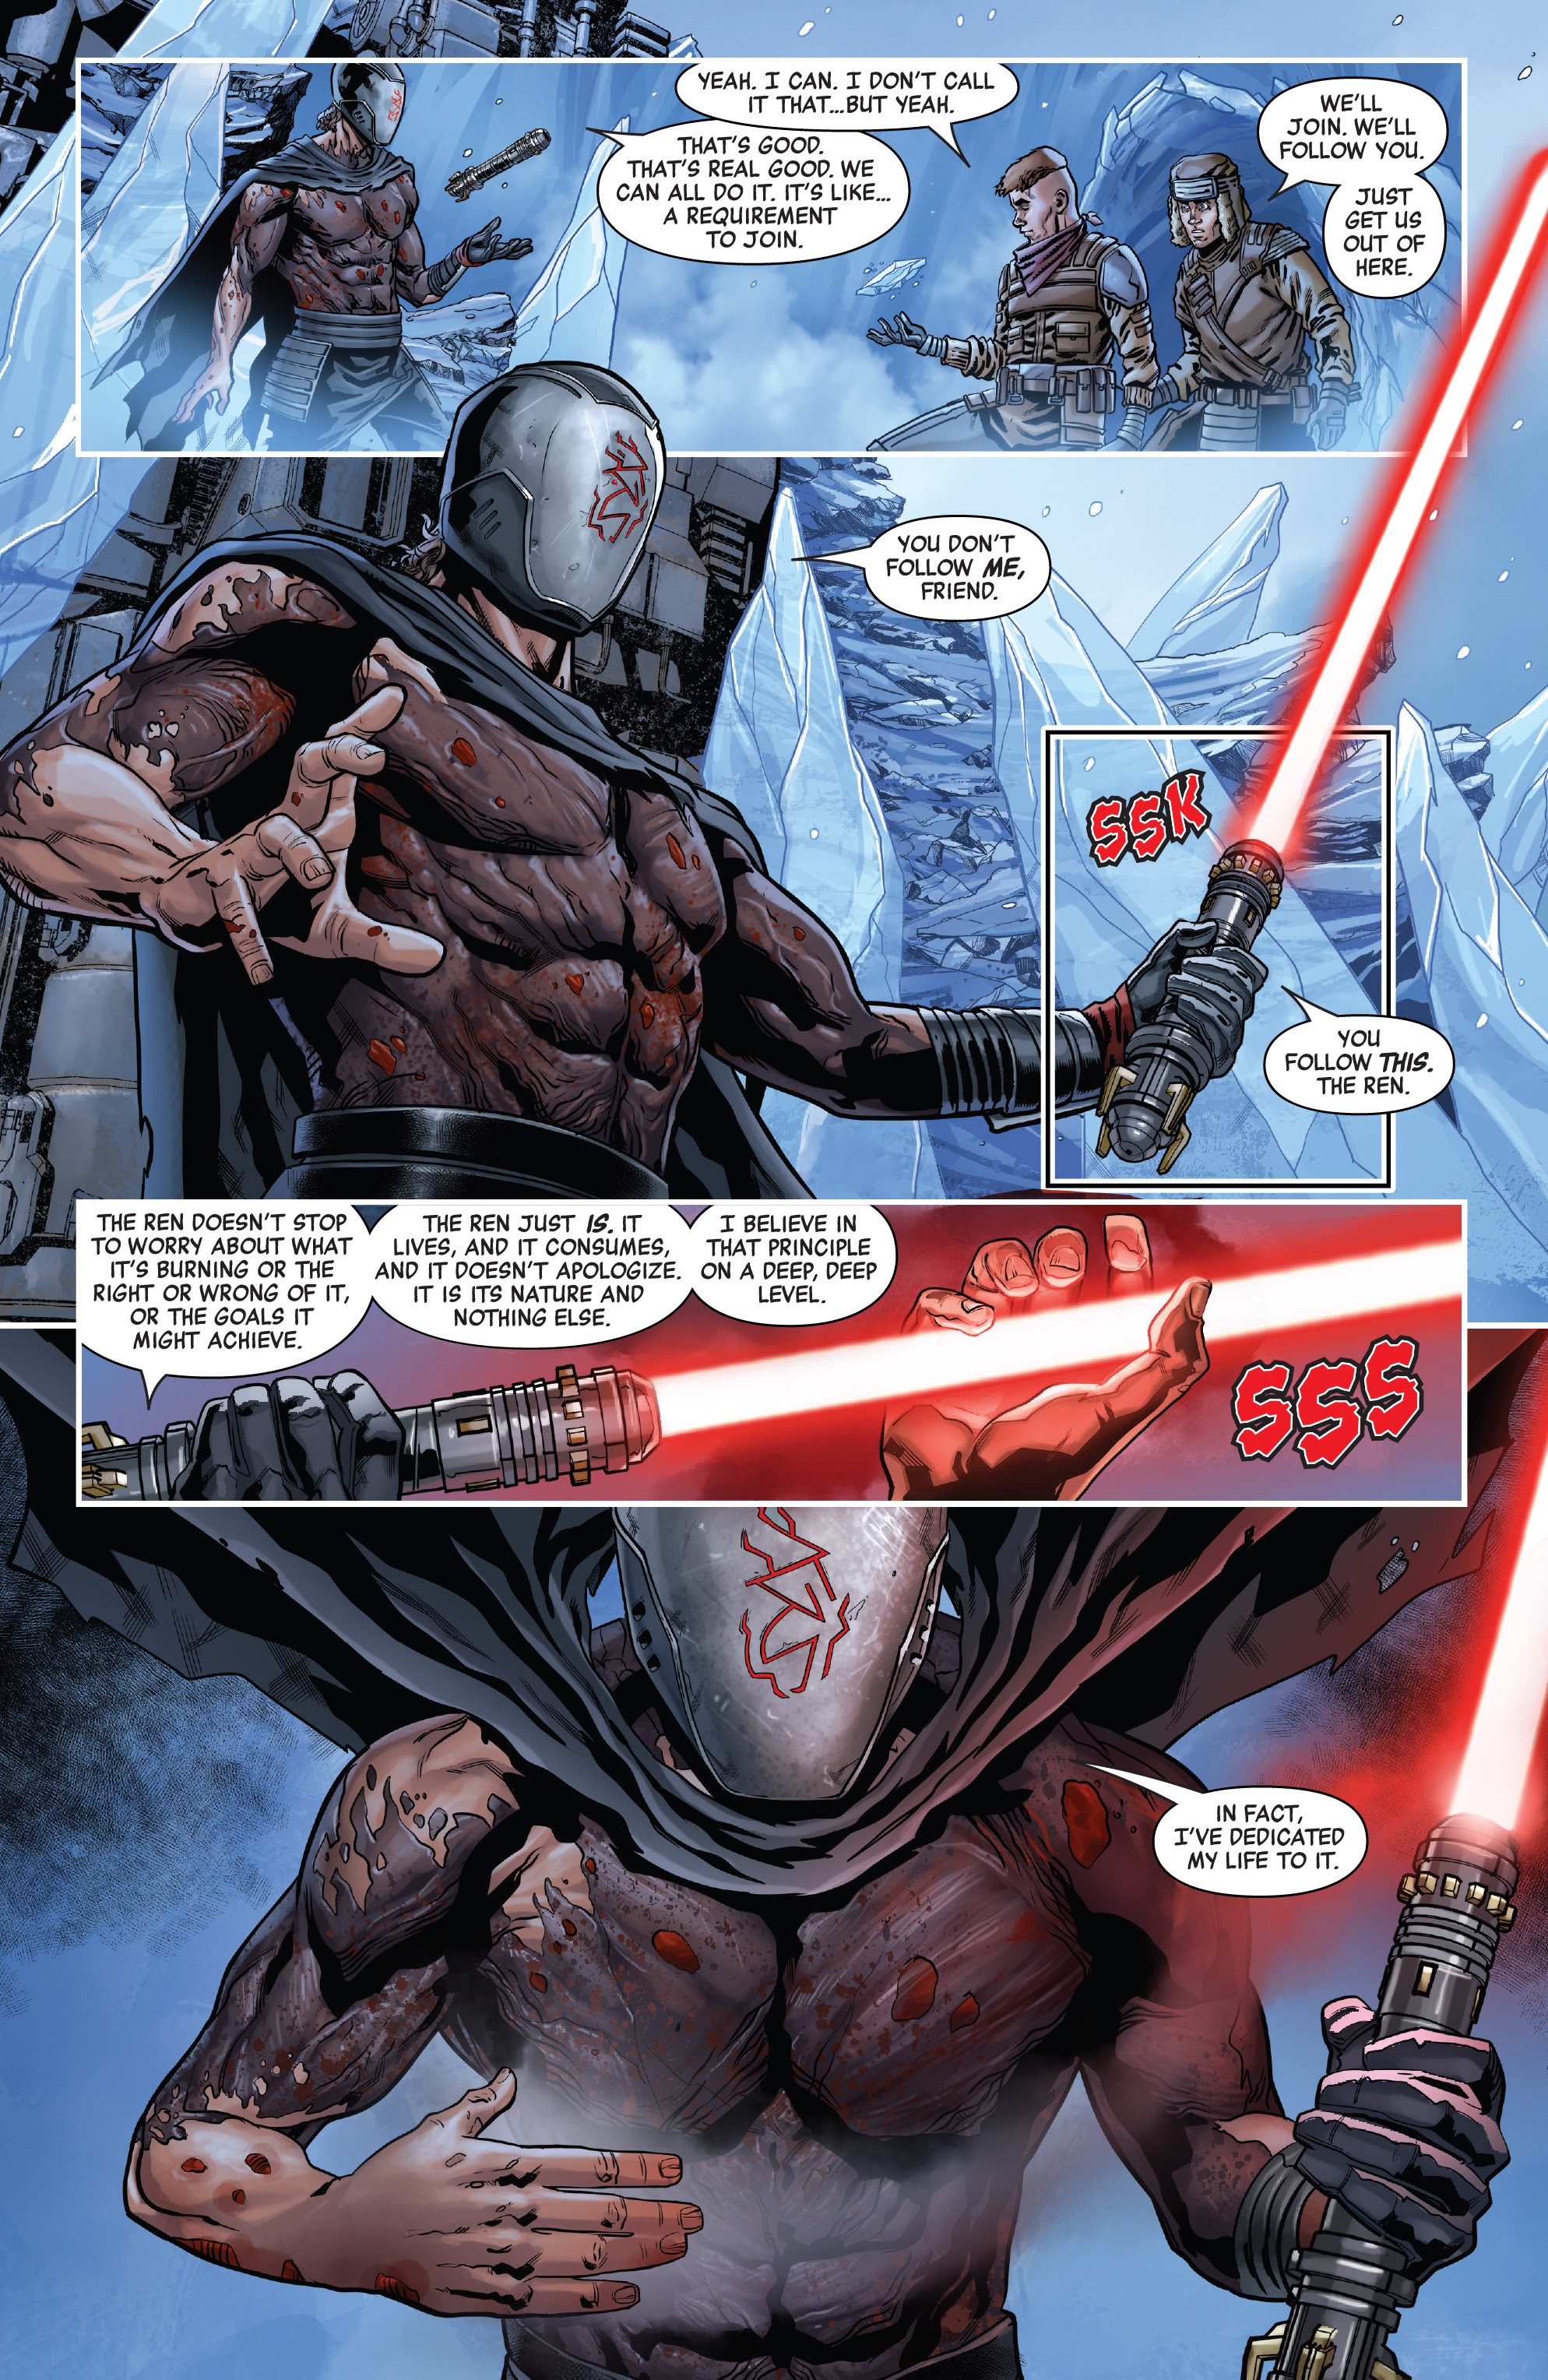 YEAH. I CAN. I DON'T CALL
IT THAT...BUT YEAH.
THAT'S GOOD.
THAT'S REAL GOOD. WE
CAN ALL DO IT. IT'S LIKE...
A REQUIREMENT
TO JOIN.
WE'LL
JOIN. WE'LL
FOLLOW YOU.
JUST
GET US
OUT OF
HERE.
YOU DON'T
FOLLOW ME,
FRIEND.
SSK
YOU
FOLLOW THIS.
THE REN.
THE REN DOESN'T STOP
TO WORRY ABOUT WHAT
IT'S BURNING OR THE
RIGHT OR WRONG OF IT,
OR THE GOALS IT
MIGHT ACHIEVE.
THE REN JUST IS. IT
LIVES, AND IT CONSUMES,
AND IT DOESN'T APOLOGIZE.
IT IS ITS NATURE AND
NOTHING ELSE.
I BELIEVE IN
THAT PRINCIPLE
ON A DEEP, DEEP
LEVEL.
SSS
IN FACT,
I'VE DEDICATED
MY LIFE TO IT.